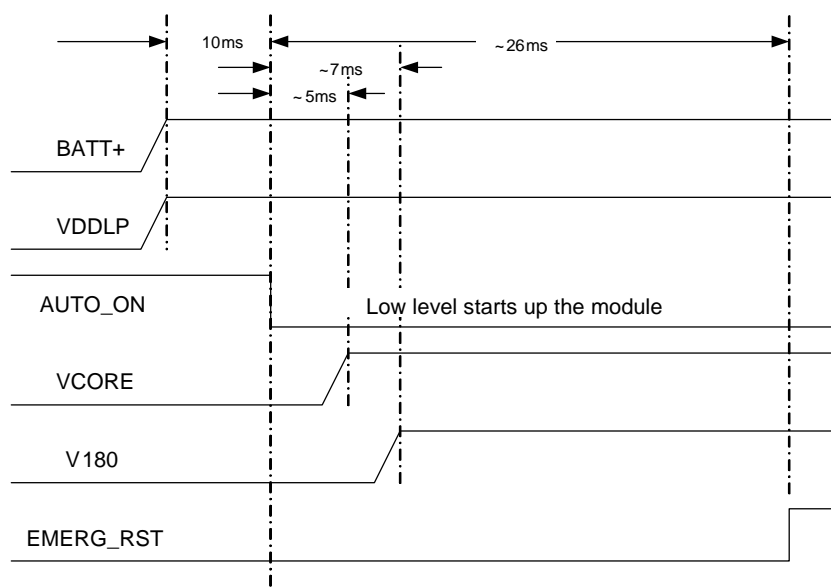 10ms
~26ms
~7ms
~5ms
BATT+
VDDLP
AUTO_ON
Low level starts up the module
VCORE
V180
EMERG_RST